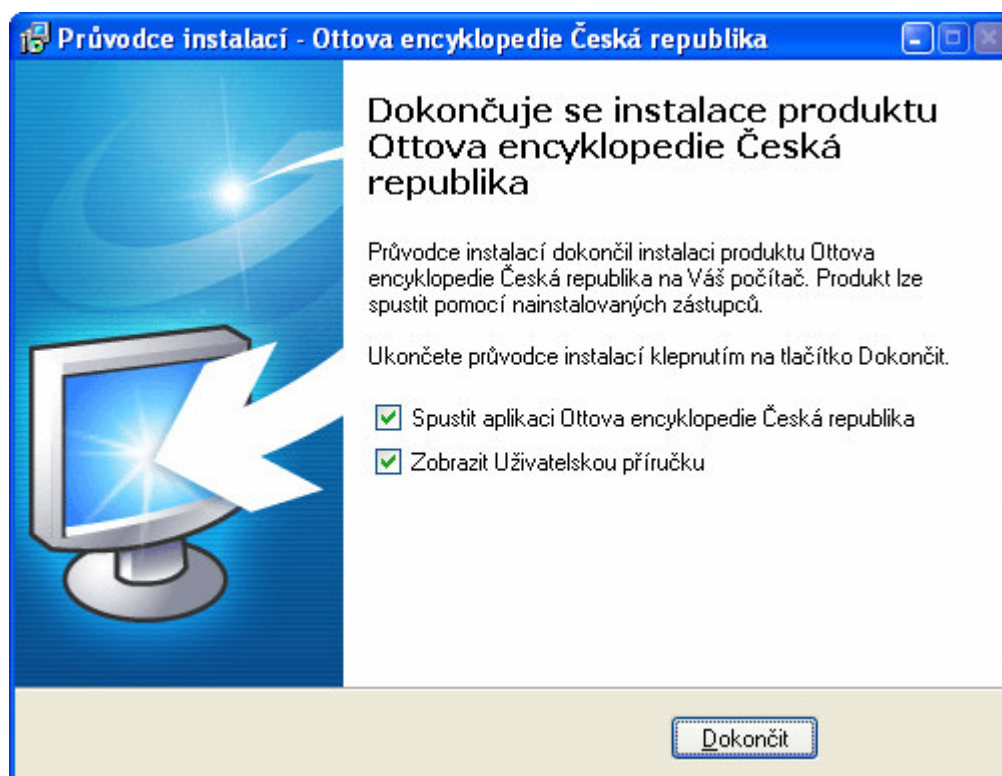 Průvodce instalací - Ottova encyklopedie Česká republika
Dokončuje se instalace produktu
Ottova encyklopedie Česká
republika
Průvodce instalací dokončil instalaci produktu Ottova
encyklopedie Česká republika na Váš počítač. Produkt lze
spustit pomocí nainstalovaných zástupců.
Ukončete průvodce instalací klepnutím na tlačítko Dokončit.
Spustit aplikaci Ottova encyklopedie Česká republika
Zobrazit Uživatelskou příručku
Dokončit